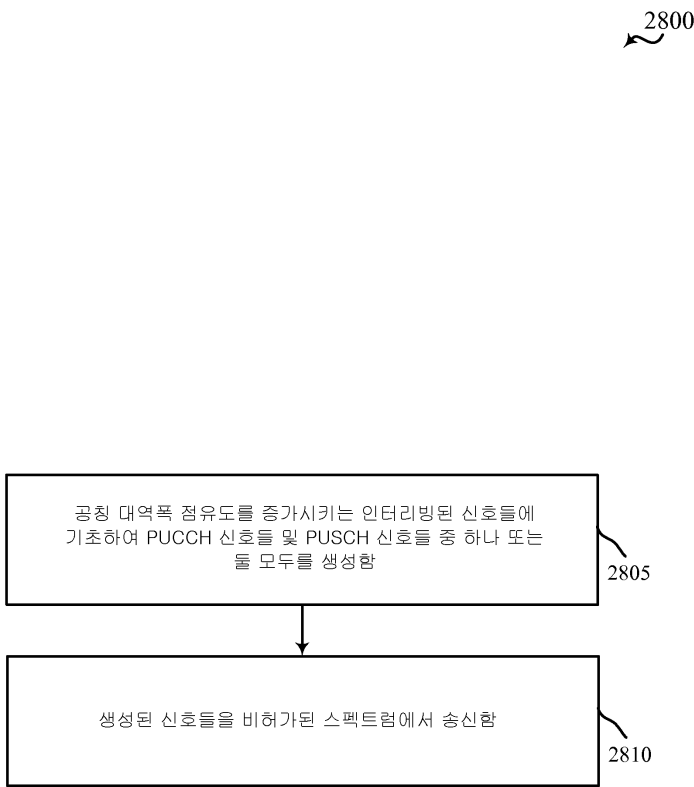 2800
공칭 대역폭 점유도를 증가시키는 인터리빙된 신호들에
기초하여 PUCCH 신호들 및 PUSCH 신호들 중 하나 또는
둘 모두를 생성함
2805
생성된 신호들을 비허가된 스펙트럼에서 송신함
2810